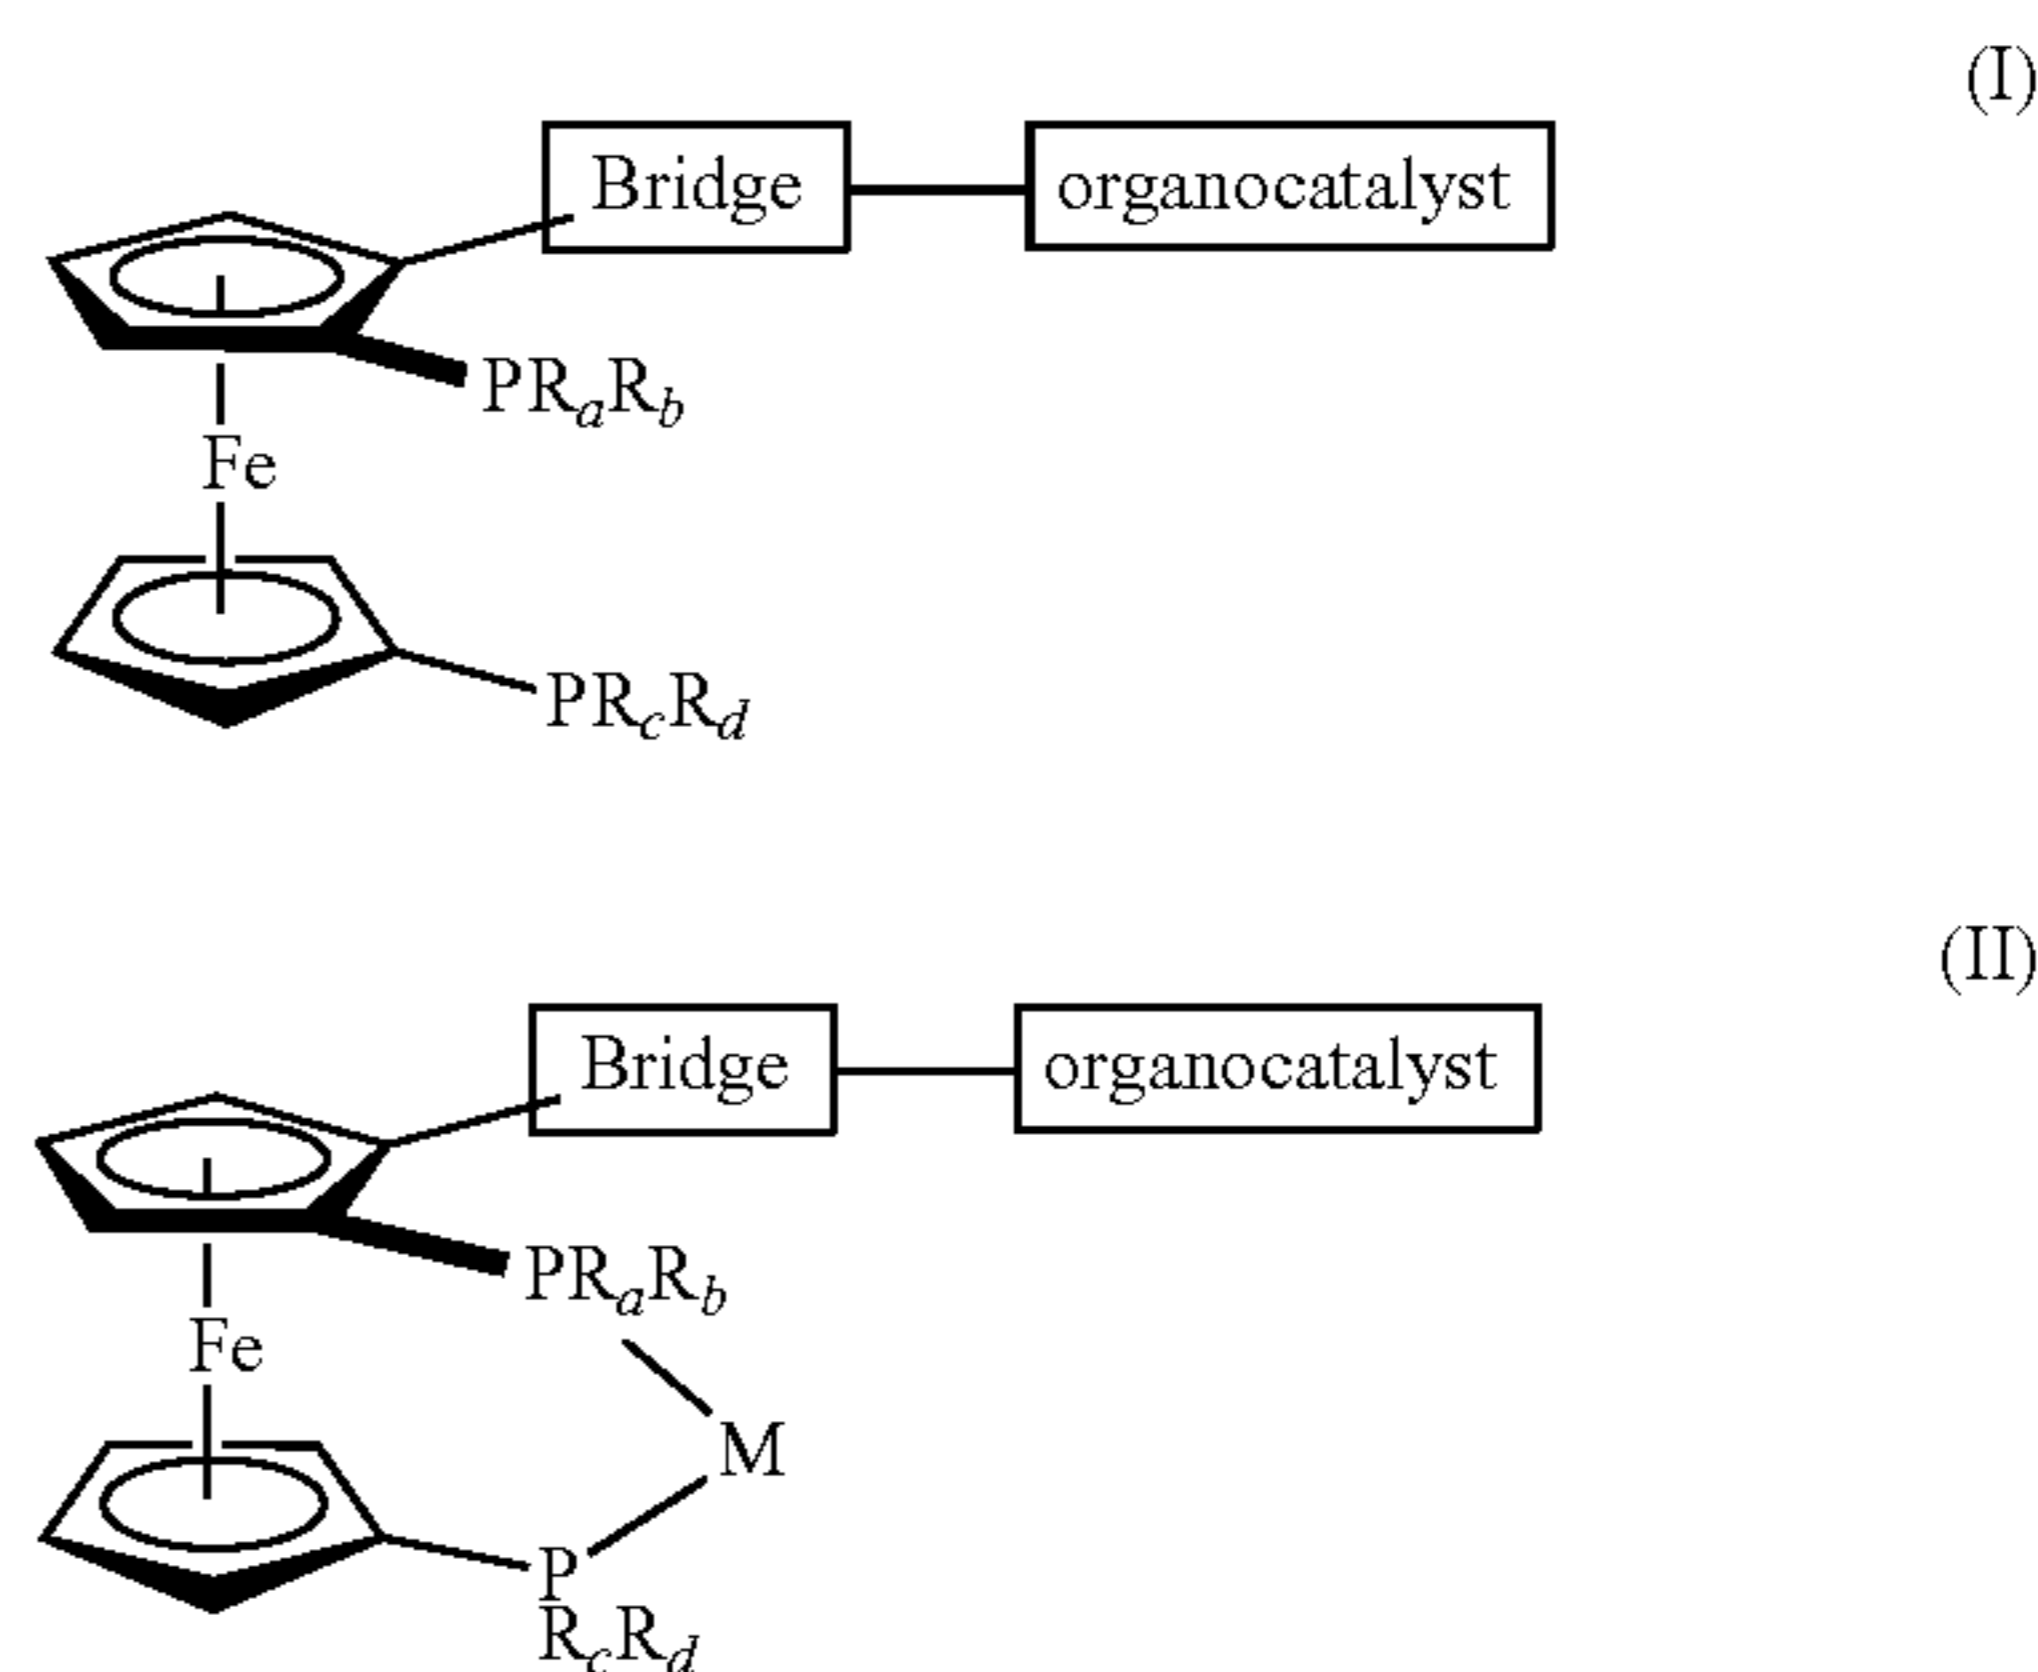 (I)
Bridge organocatalyst
PRaRb
Fe
PRcRd
(II)
Bridge organocatalyst
PRaRb
Fe
M
P
RcRd